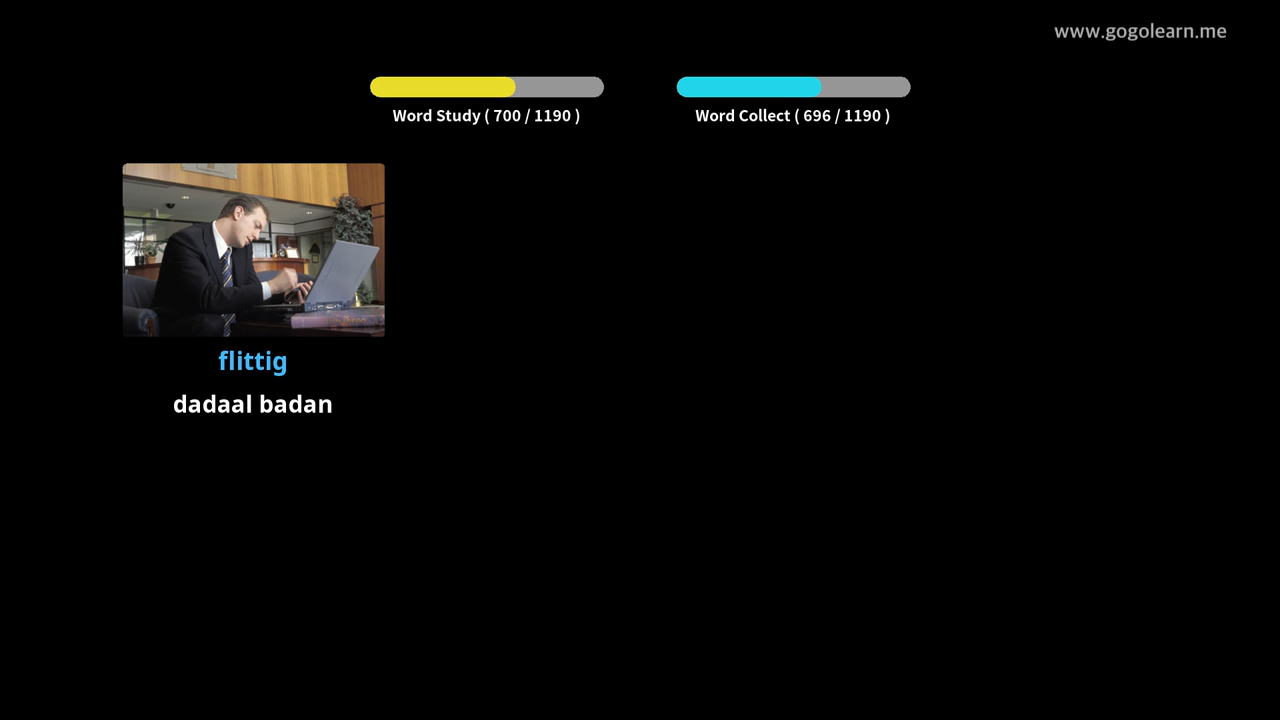 www.gogolearn.me
Word Study ( 700 / 1190 )
Word Collect ( 696 / 1190 )
flittig
dadaal badan